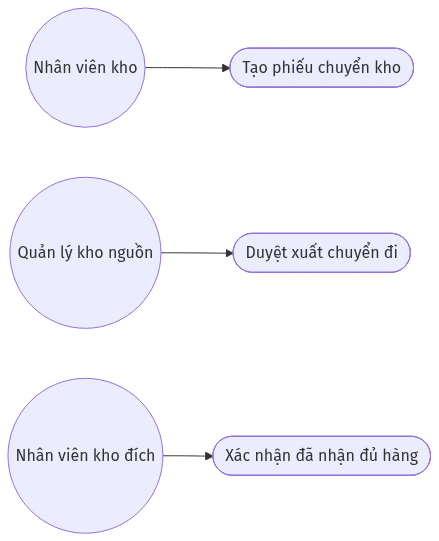 Nhân viên kho
Tạo phiếu chuyển kho
Quản lý kho nguồn
Duyệt xuất chuyển đi
Nhân viên kho đích
Xác nhận đã nhận đủ hàng